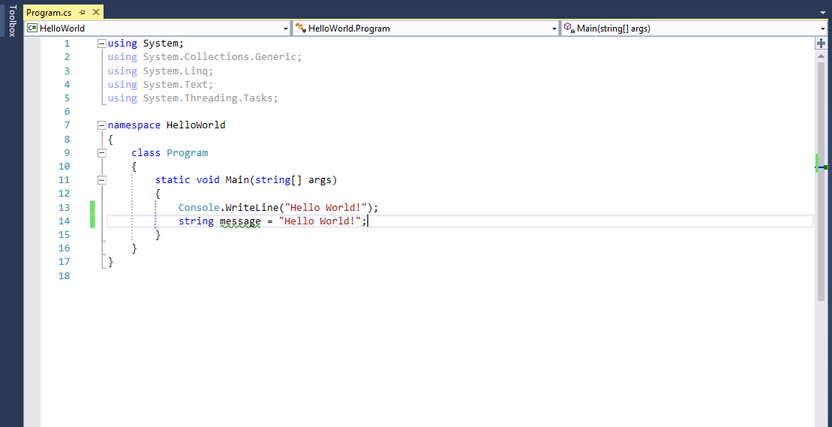 Toolbox
Program.cs
HelloWorld
HelloWorld.Program
Main(string[] args)
1 using System;
2 using System.Collections.Generic;
3 using System.Linq;
4 using System.Text;
5 using System.Threading.Tasks;
6
7 namespace HelloWorld
8 {
9 class Program
10 {
11 static void Main(string[] args)
12 {
13 Console.WriteLine("Hello World!");
14 string message = "Hello World!";
15 }
16 }
17 }
18